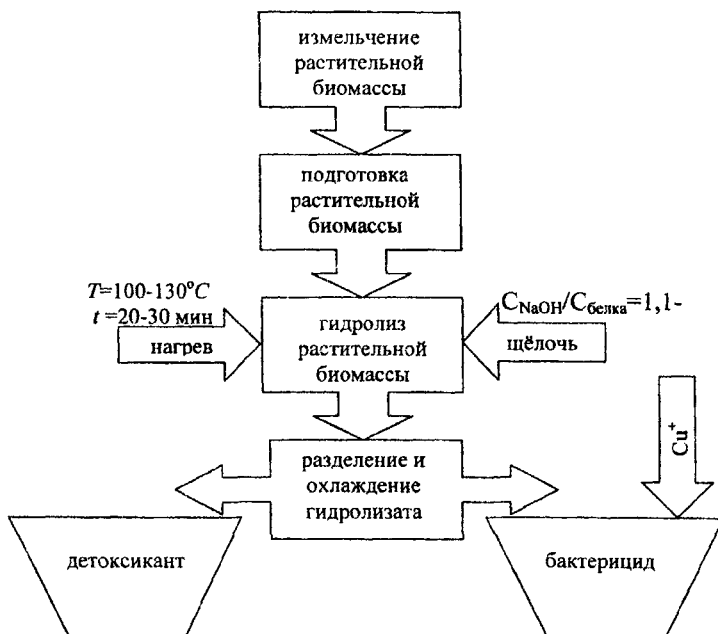 измельчение
растительной
биомассы
подготовка
растительной
биомассы
T=100-130°C
t =20-30 мин
нагрев
гидролиз
растительной
биомассы
C_NaOH/C_белка=1,1-
щёлочь
Cu⁺
разделение и
охлаждение
гидролизата
детоксикант
бактерицид